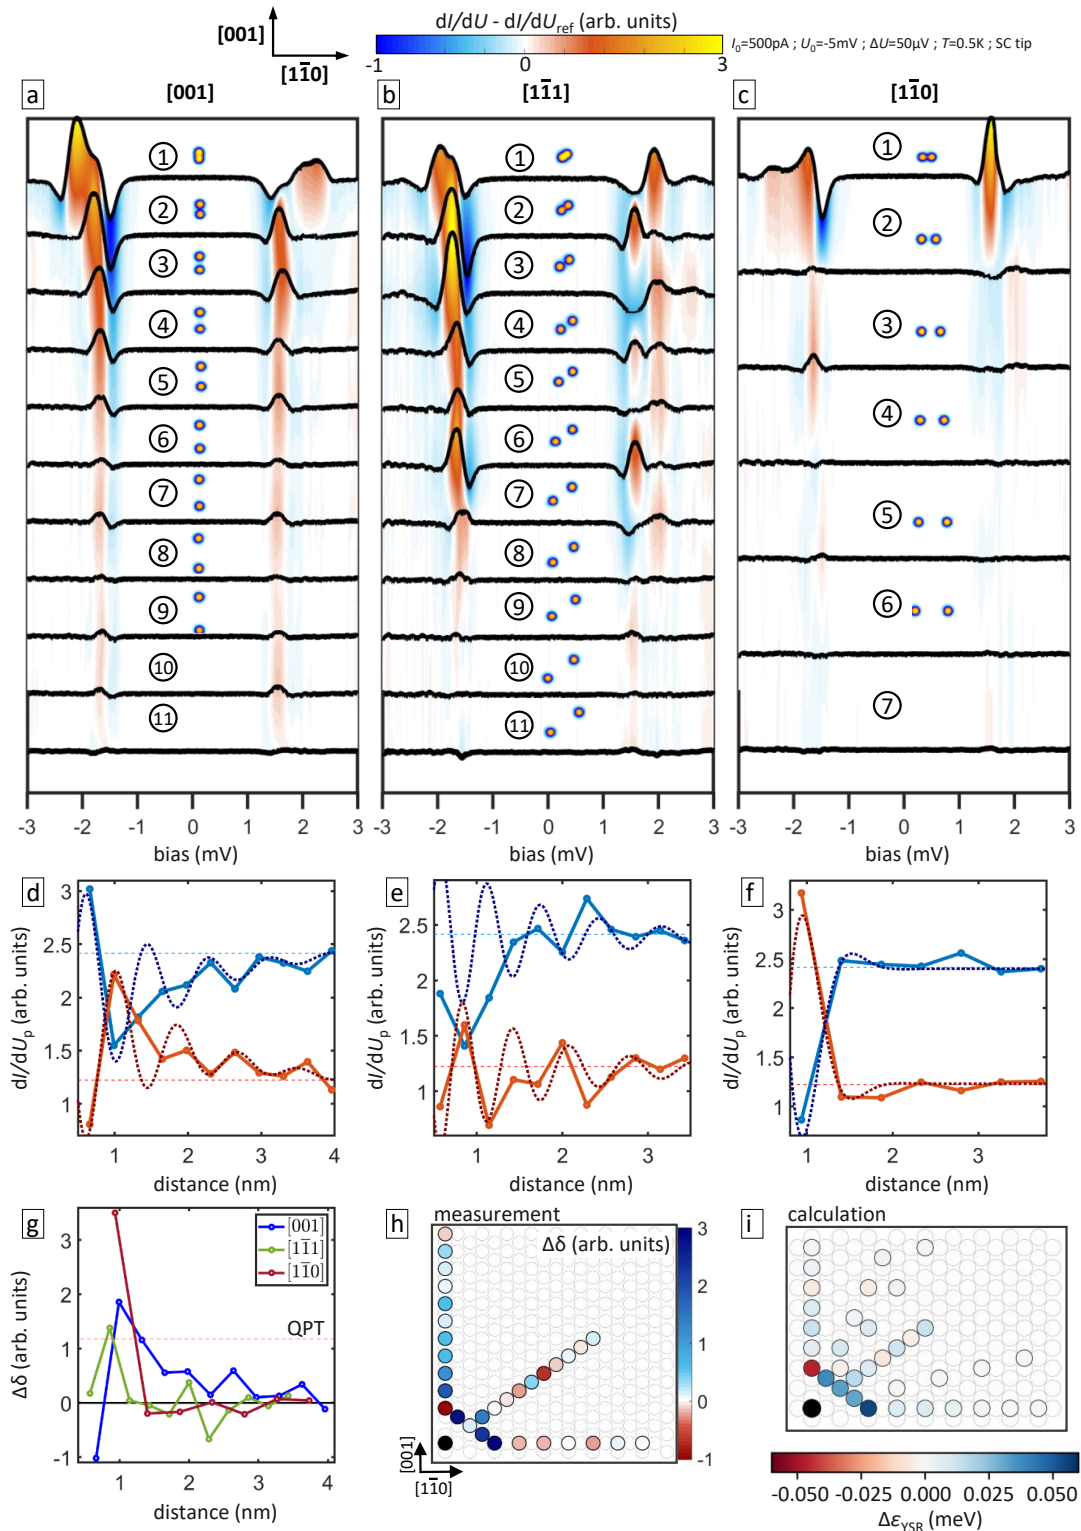 [001]
[11̅0]
dI/dU - dI/dU_ref (arb. units)
-1 0 3
I₀=500pA ; U₀=-5mV ; ΔU=50µV ; T=0.5K ; SC tip
a [001]
① ② ③ ④ ⑤ ⑥ ⑦ ⑧ ⑨ ⑩ ⑪
-3 -2 -1 0 1 2 3
bias (mV)
b [11̅1]
① ② ③ ④ ⑤ ⑥ ⑦ ⑧ ⑨ ⑩ ⑪
-3 -2 -1 0 1 2 3
bias (mV)
c [11̅0]
① ② ③ ④ ⑤ ⑥ ⑦
-3 -2 -1 0 1 2 3
bias (mV)
d
dI/dU_p (arb. units)
3
2.5
2
1.5
1
1 2 3 4
distance (nm)
e
dI/dU_p (arb. units)
2.5
2
1.5
1
1 2 3
distance (nm)
f
dI/dU_p (arb. units)
3
2.5
2
1.5
1
1 2 3
distance (nm)
g
Δδ (arb. units)
3
2
1
0
-1
[001]
[11̅1]
[11̅0]
QPT
0 1 2 3 4
distance (nm)
h measurement
Δδ (arb. units)
3
2
1
0
-1
[001]
[11̅0]
i calculation
-0.050 -0.025 0.000 0.025 0.050
Δε_YSR (meV)